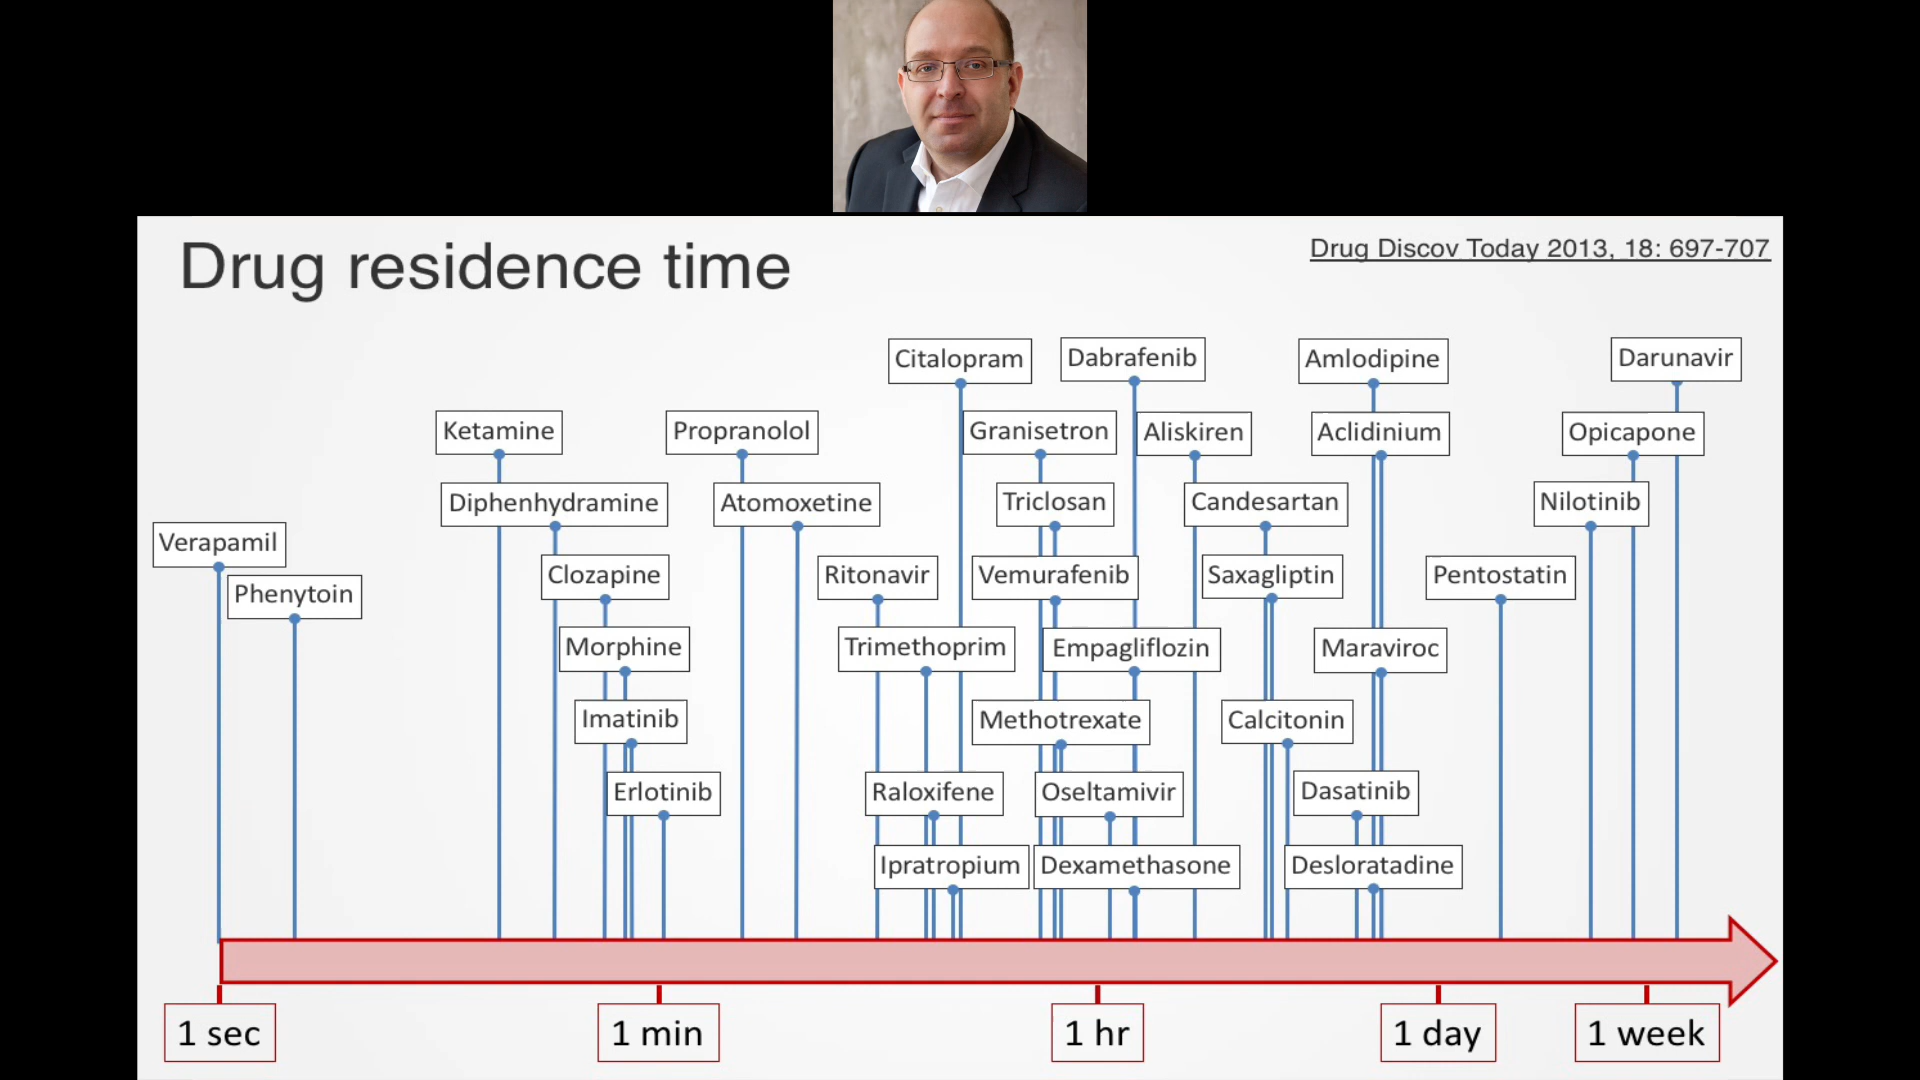 Drug residence time
Drug Discov Today 2013, 18: 697-707
Citalopram
Dabrafenib
Amlodipine
Darunavir
Ketamine
Propranolol
Granisetron
Aliskiren
Aclidinium
Opicapone
Diphenhydramine
Atomoxetine
Triclosan
Candesartan
Nilotinib
Verapamil
Phenytoin
Clozapine
Ritonavir
Vemurafenib
Saxagliptin
Pentostatin
Morphine
Trimethoprim
Empagliflozin
Maraviroc
Imatinib
Methotrexate
Calcitonin
Erlotinib
Raloxifene
Oseltamivir
Dasatinib
Ipratropium
Dexamethasone
Desloratadine
1 sec
1 min
1 hr
1 day
1 week